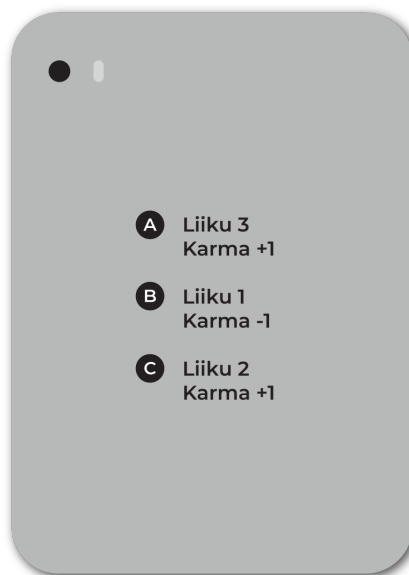 A Liiku 3
Karma +1
B Liiku 1
Karma -1
C Liiku 2
Karma +1